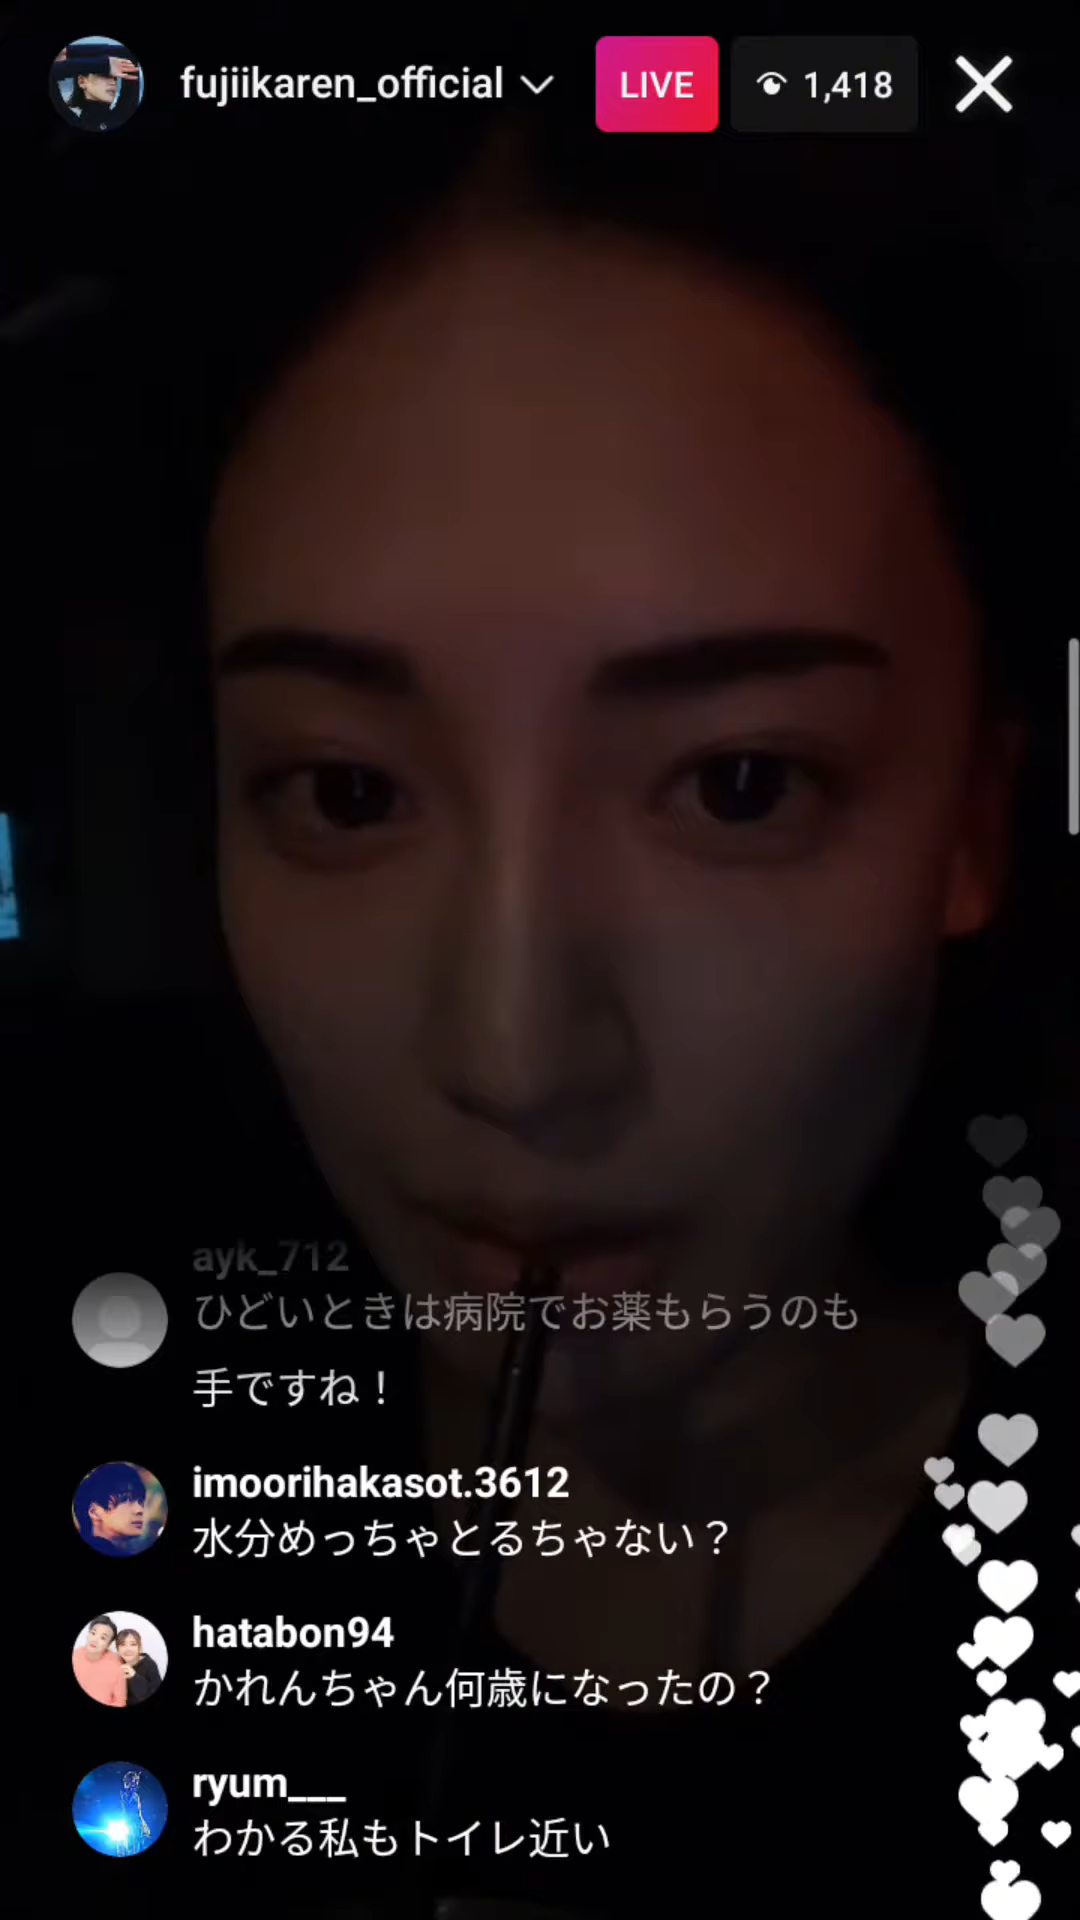 fujiikaren_official
LIVE
1,418
ayk_712
ひどいときは病院でお薬もらうのも
手ですね！
imoorihakasot.3612
水分めっちゃとるちゃない？
hatabon94
かれんちゃん何歳になったの？
ryum___
わかる私もトイレ近い